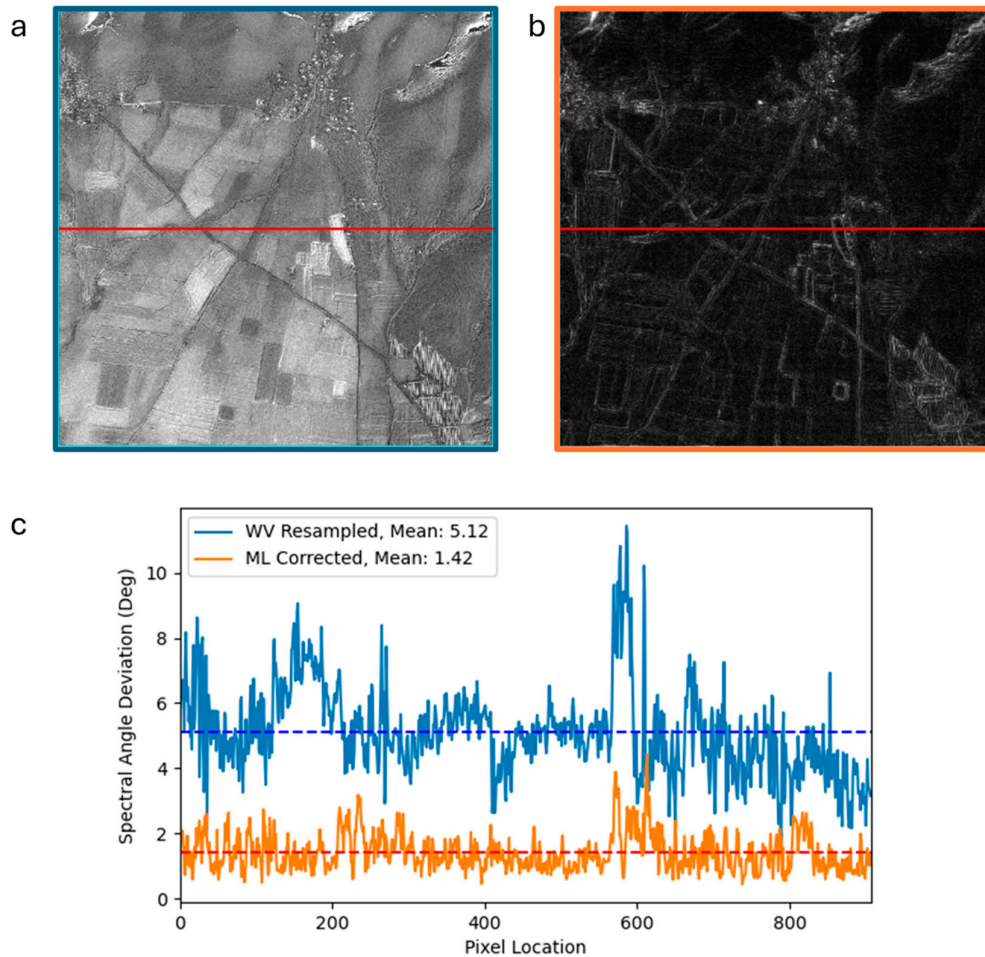 a
b
c
WV Resampled, Mean: 5.12
ML Corrected, Mean: 1.42
Spectral Angle Deviation (Deg)
10
8
6
4
2
0
0 200 400 600 800
Pixel Location